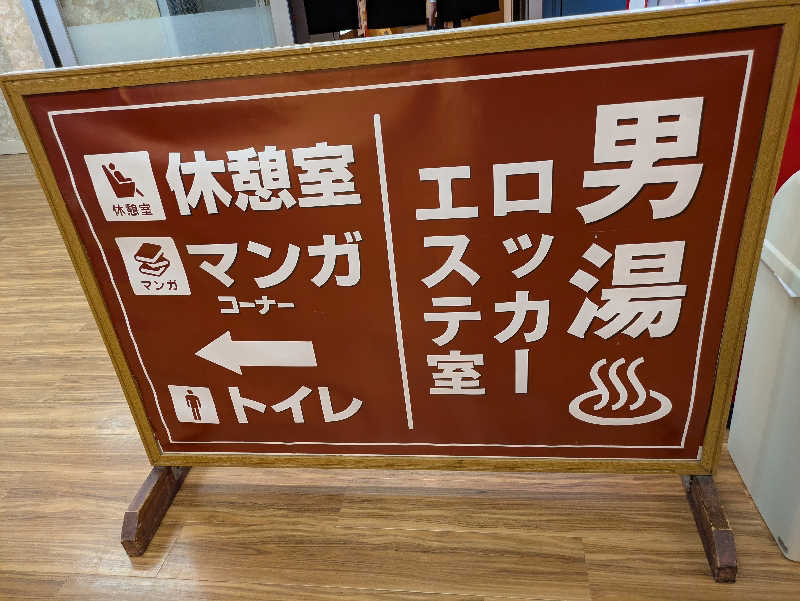 男湯
ロッカー
エステ室
休憩室
休憩室
マンガ
マンガ
コーナー
トイレ